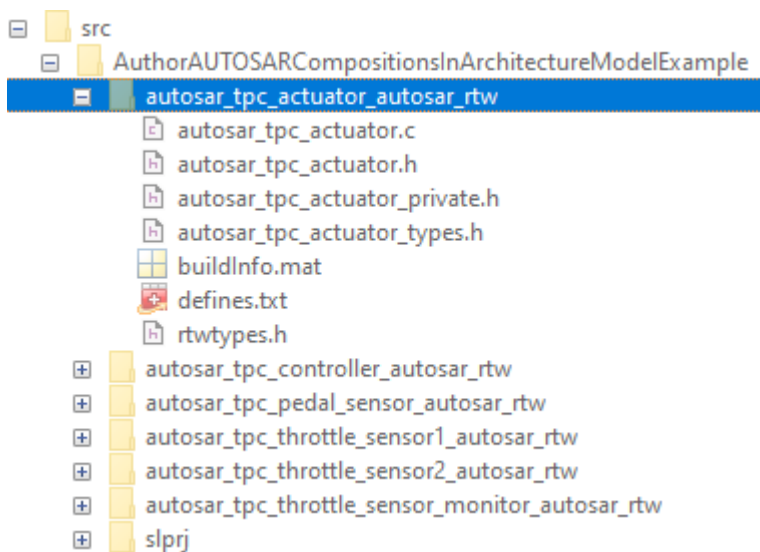 src
AuthorAUTOSARCompositionsInArchitectureModelExample
autosar_tpc_actuator_autosar_rtw
autosar_tpc_actuator.c
autosar_tpc_actuator.h
autosar_tpc_actuator_private.h
autosar_tpc_actuator_types.h
buildInfo.mat
defines.txt
rtwtypes.h
autosar_tpc_controller_autosar_rtw
autosar_tpc_pedal_sensor_autosar_rtw
autosar_tpc_throttle_sensor1_autosar_rtw
autosar_tpc_throttle_sensor2_autosar_rtw
autosar_tpc_throttle_sensor_monitor_autosar_rtw
slprj